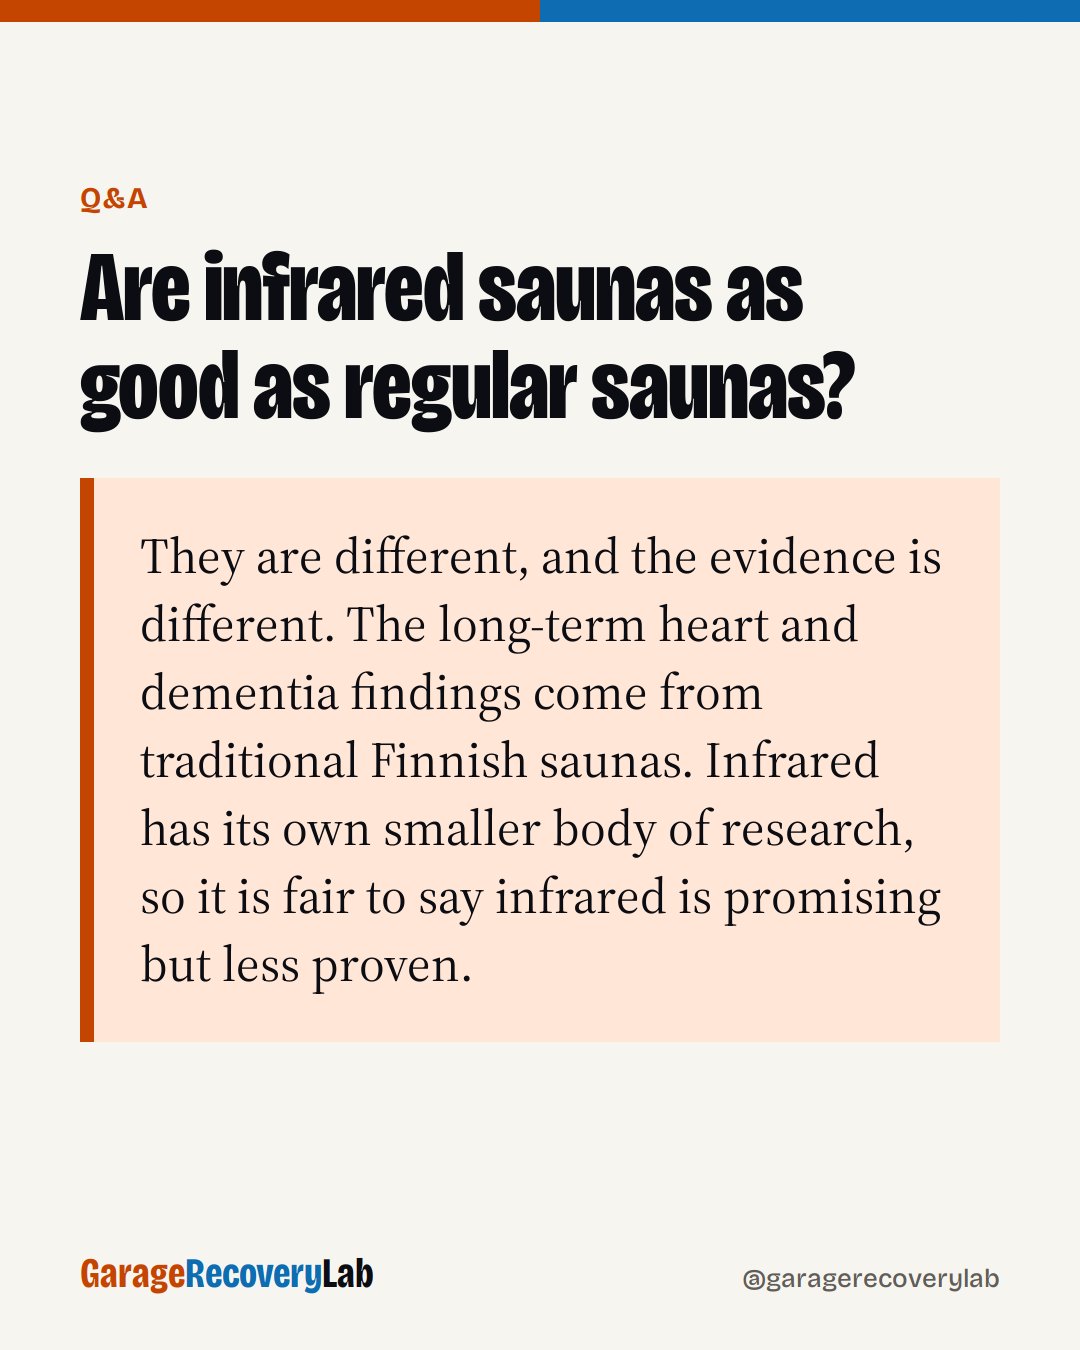 Q&A
Are infrared saunas as
good as regular saunas?
They are different, and the evidence is
different. The long-term heart and
dementia findings come from
traditional Finnish saunas. Infrared
has its own smaller body of research,
so it is fair to say infrared is promising
but less proven.
GarageRecoveryLab
@garagerecoverylab